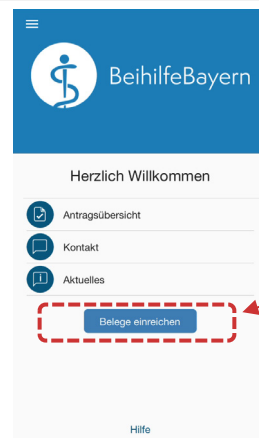 BeihilfeBayern
Herzlich Willkommen
Antragsübersicht
Kontakt
Aktuelles
Belege einreichen
Hilfe